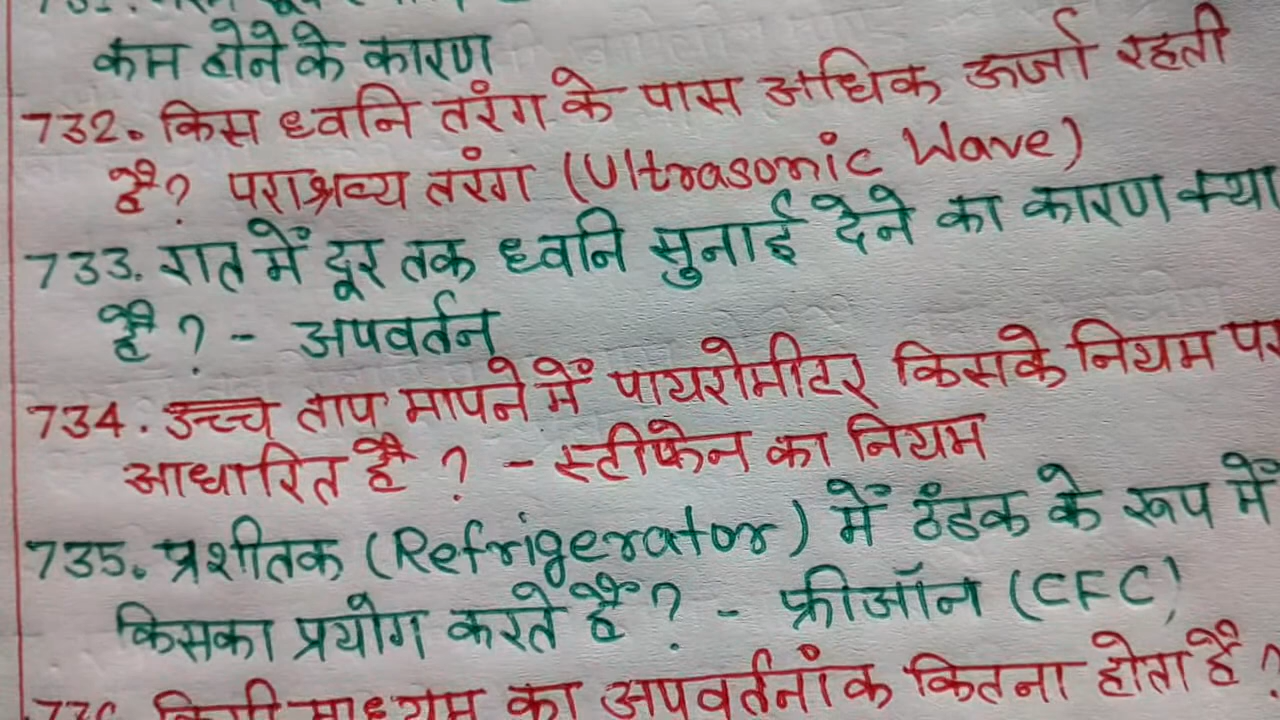 कम होने के कारण
732. किस ध्वनि तरंग के पास अधिक ऊर्जा रहती
है? पराश्रव्य तरंग (Ultrasonic Wave)
733. रात में दूर तक ध्वनि सुनाई देने का कारण क्या
है ? - अपवर्तन
734. उच्च ताप मापने में पायरोमीटर किसके नियम पर
आधारित है ? - स्टीफेन का नियम
735. प्रशीतक (Refrigerator) में ठंडक के रूप में
किसका प्रयोग करते हैं ? - फ्रीजॉन (CFC)
माध्यम का अपवर्तनांक कितना होता है ?